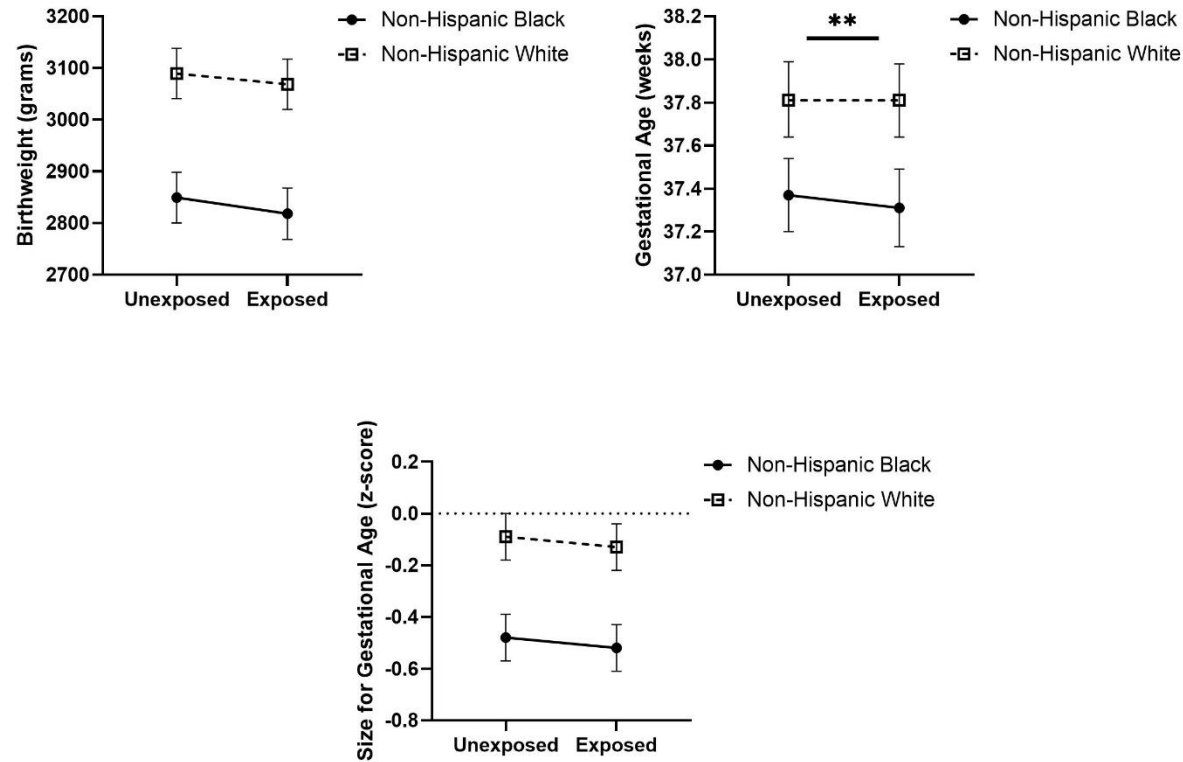 Birthweight (grams)
3200
3100
3000
2900
2800
2700
Unexposed Exposed
Non-Hispanic Black
Non-Hispanic White
Gestational Age (weeks)
38.2
38.0
37.8
37.6
37.4
37.2
37.0
**
Unexposed Exposed
Non-Hispanic Black
Non-Hispanic White
Size for Gestational Age (z-score)
0.2
0.0
-0.2
-0.4
-0.6
-0.8
Unexposed Exposed
Non-Hispanic Black
Non-Hispanic White